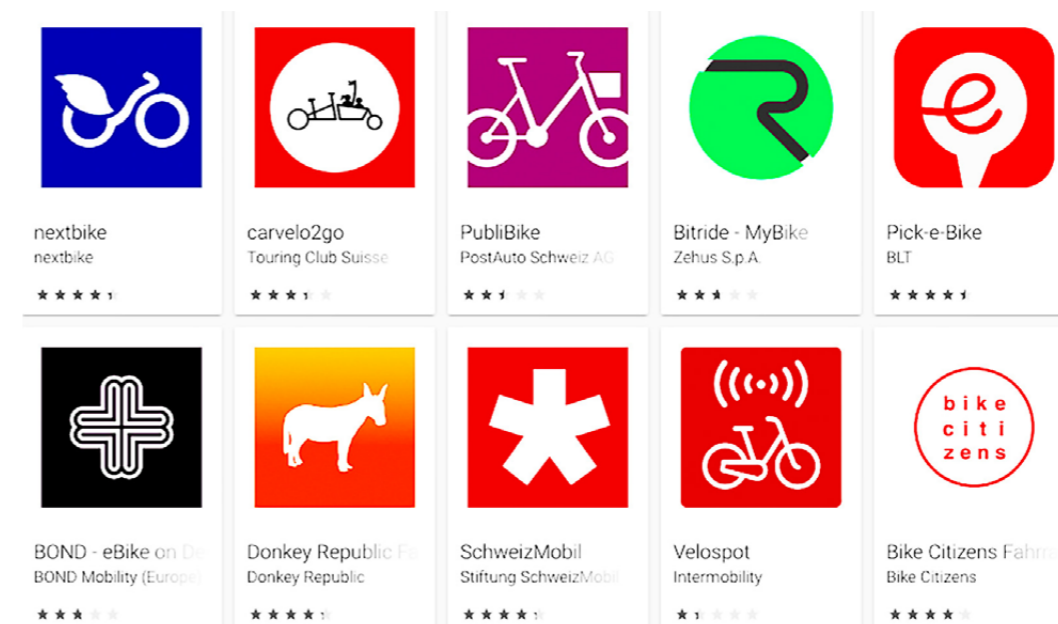 nextbike
nextbike
carvelo2go
Touring Club Suisse
PubliBike
PostAuto Schweiz AG
Bitride - MyBike
Zehus S.p.A.
e
Pick-e-Bike
BLT
BOND - eBike on De
BOND Mobility (Europe)
Donkey Republic Fa
Donkey Republic
SchweizMobil
Stiftung SchweizMobil
Velospot
Intermobility
bike
citi
zens
Bike Citizens Fahrra
Bike Citizens